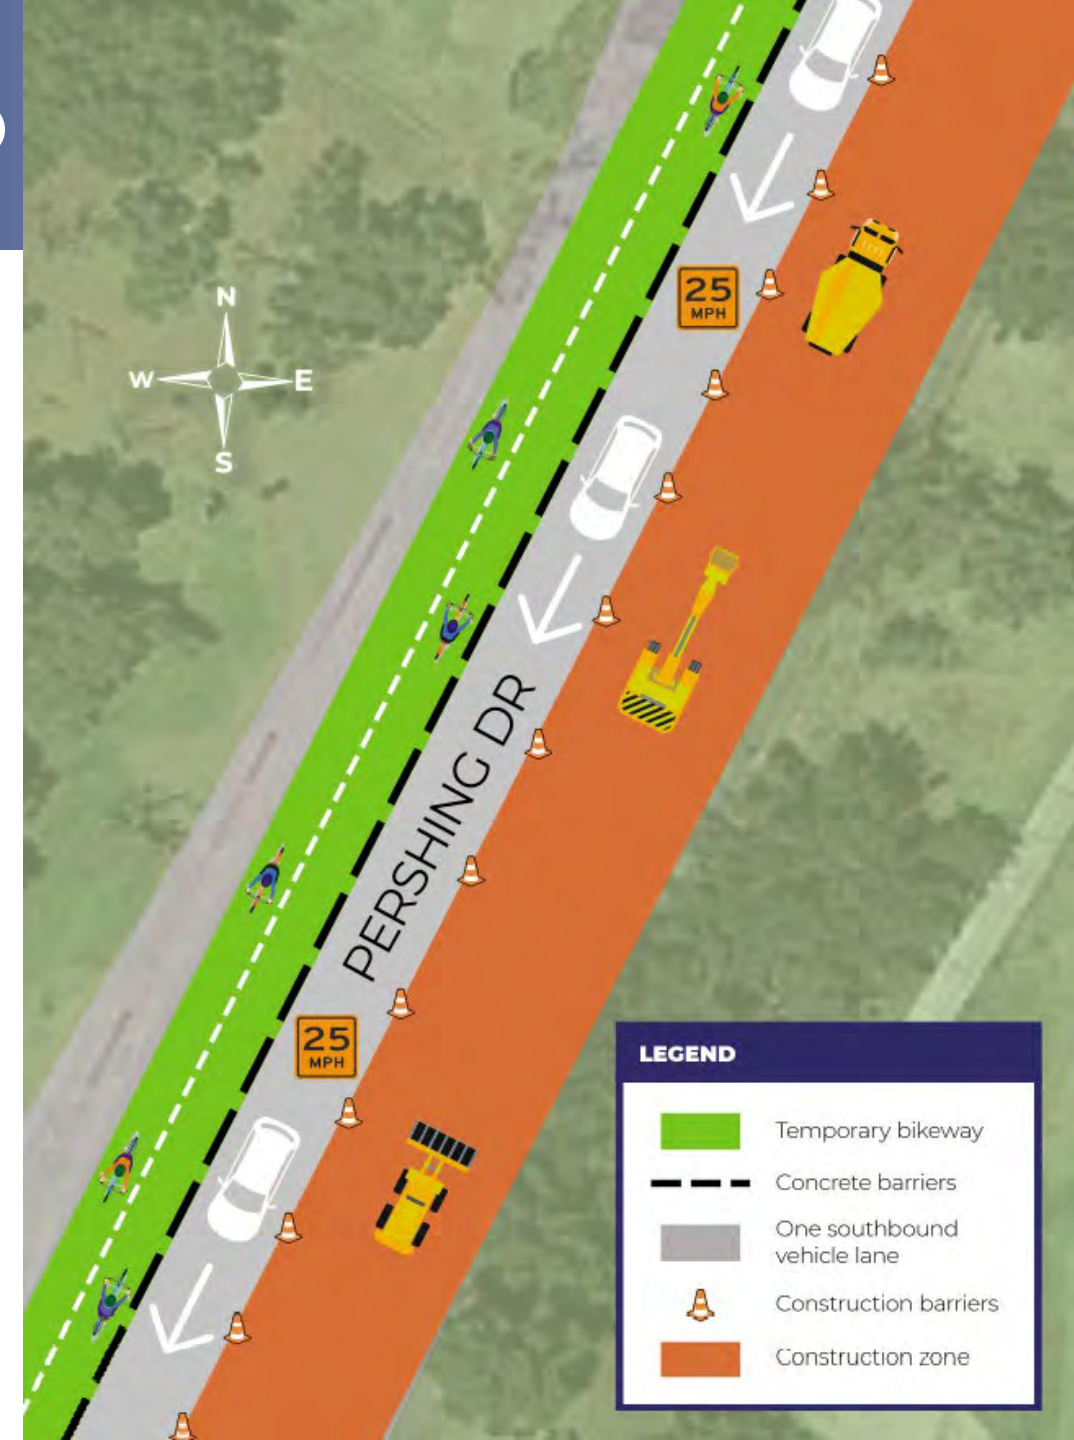 N
W
E
S
25
MPH
PERSHING DR
25
MPH
LEGEND
Temporary bikeway
Concrete barriers
One southbound
vehicle lane
Construction barriers
Construction zone